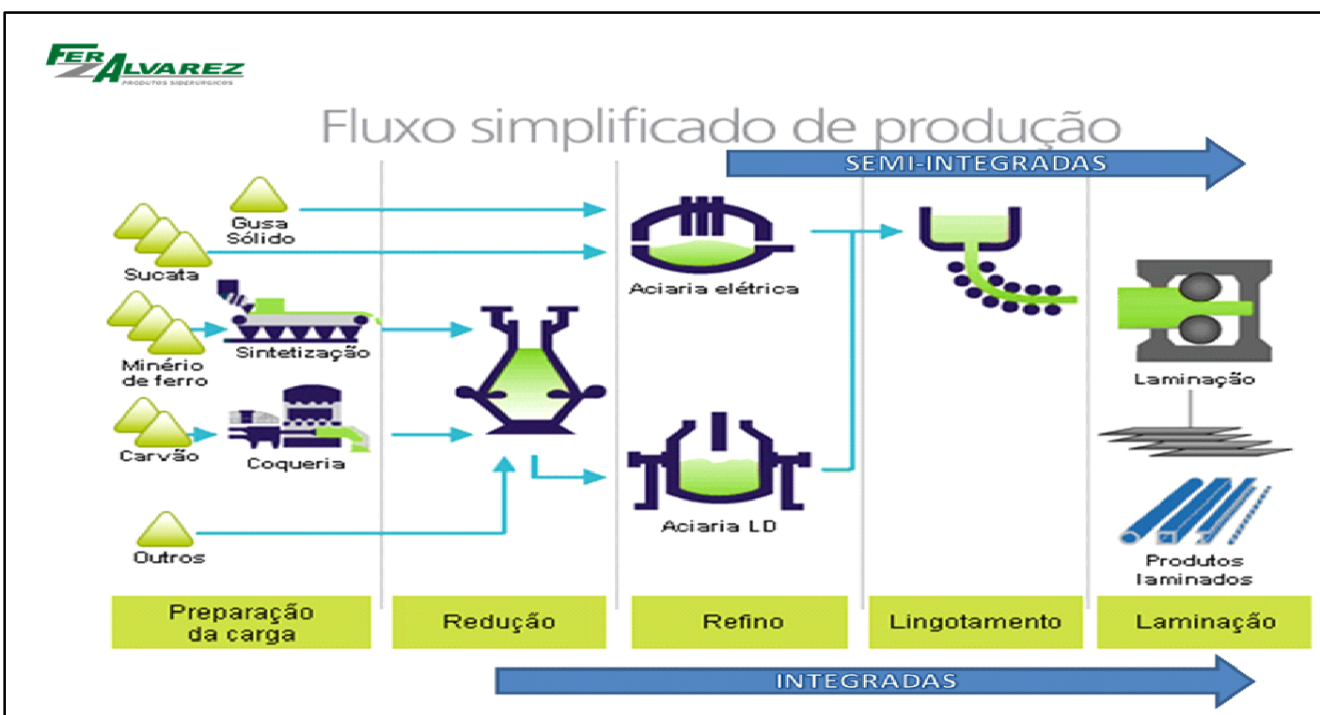 FERALVAREZ
PRODUTOS SIDERÚRGICOS
Fluxo simplificado de produção
SEMI-INTEGRADAS
Gusa
Sólido
Sucata
Aciaria elétrica
Minério
de ferro
Sintetização
Laminação
Carvão
Coqueria
Aciaria LD
Outros
Produtos
laminados
Preparação
da carga
Redução
Refino
Lingotamento
Laminação
INTEGRADAS